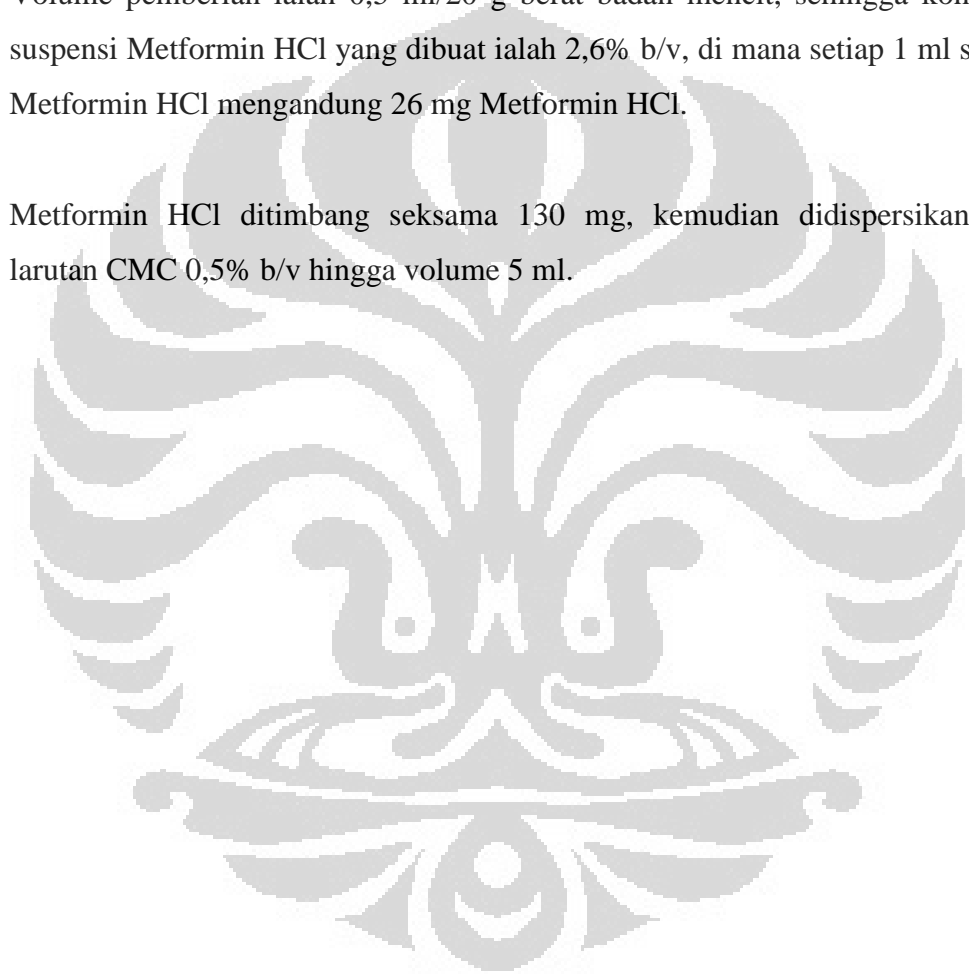 Volume pemberian ialah 0,5 ml/20 g berat badan mencit, sehingga kon
suspensi Metformin HCl yang dibuat ialah 2,6% b/v, di mana setiap 1 ml s
Metformin HCl mengandung 26 mg Metformin HCl.
Metformin HCl ditimbang seksama 130 mg, kemudian didispersikan
larutan CMC 0,5% b/v hingga volume 5 ml.